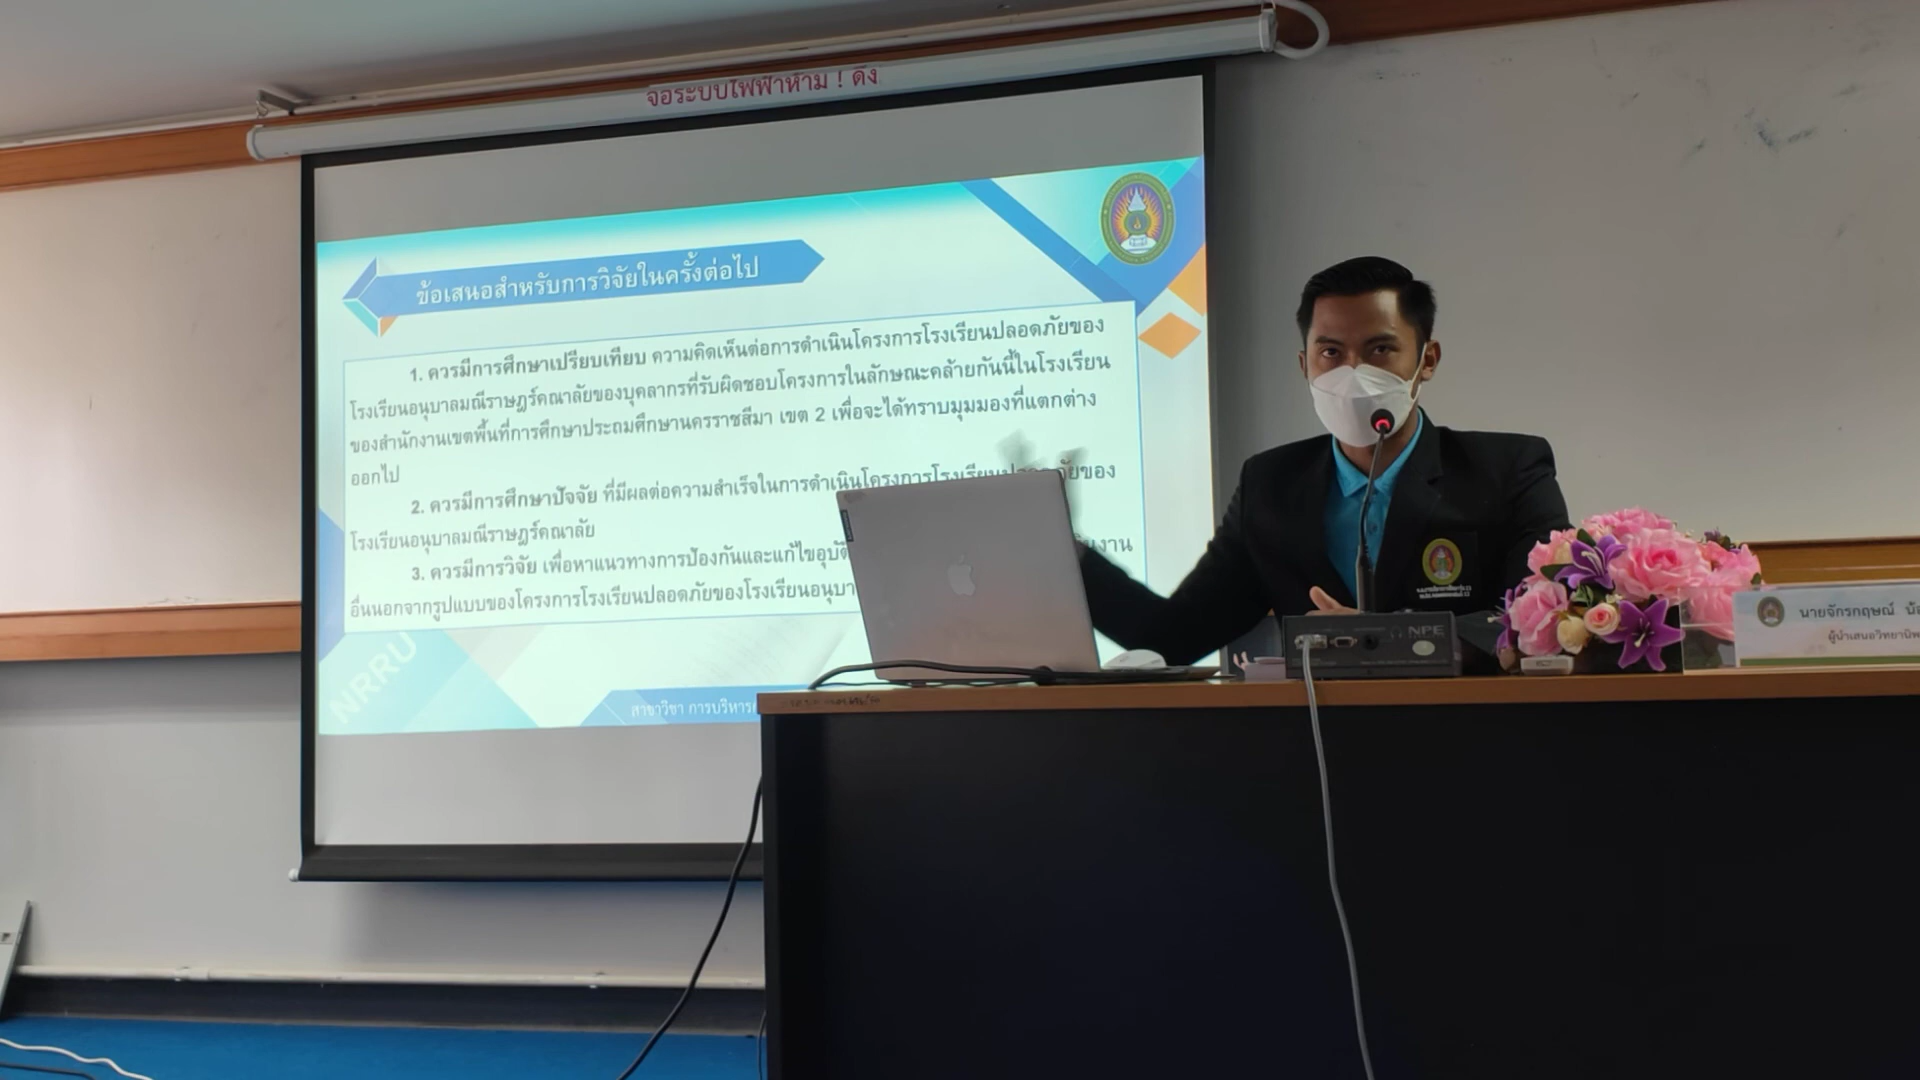 จอระบบไฟฟ้าห้าม ! ดึง
ข้อเสนอสำหรับการวิจัยในครั้งต่อไป
1. ควรมีการศึกษาเปรียบเทียบ ความคิดเห็นต่อการดำเนินโครงการโรงเรียนปลอดภัยของ
โรงเรียนอนุบาลมณีราษฎร์คณาลัยของบุคลากรที่รับผิดชอบโครงการในลักษณะคล้ายกันนี้ในโรงเรียน
ของสำนักงานเขตพื้นที่การศึกษาประถมศึกษานครราชสีมา เขต 2 เพื่อจะได้ทราบมุมมองที่แตกต่าง
ออกไป
2. ควรมีการศึกษาปัจจัย ที่มีผลต่อความสำเร็จในการดำเนินโครงการโรงเรียนปลอดภัยของ
โรงเรียนอนุบาลมณีราษฎร์คณาลัย
3. ควรมีการวิจัย เพื่อหาแนวทางการป้องกันและแก้ไขอุบัติ
อื่นนอกจากรูปแบบของโครงการโรงเรียนปลอดภัยของโรงเรียนอนุบา
NRRU
สาขาวิชา การบริหาร
NPE
นายจักรกฤษณ์
ผู้นำเสนอวิทยานิพ